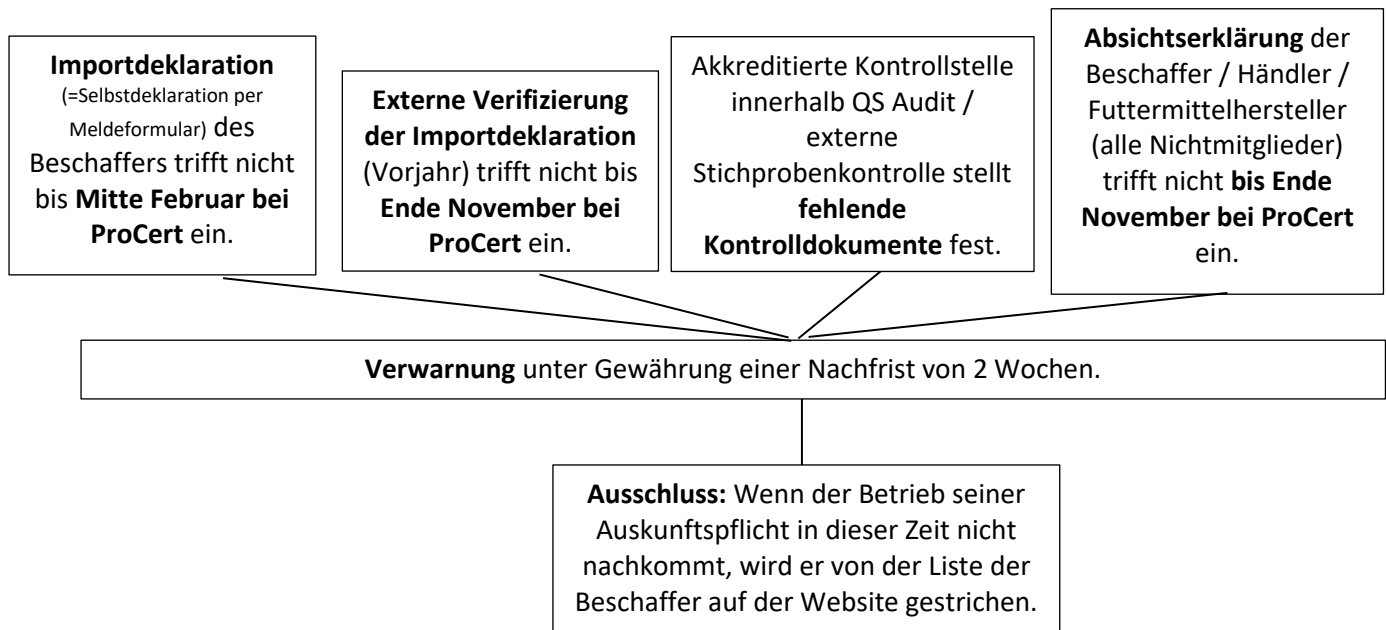 Importdeklaration
(=Selbstdeklaration per
Meldeformular) des
Beschaffers trifft nicht
bis Mitte Februar bei
ProCert ein.
Externe Verifizierung
der Importdeklaration
(Vorjahr) trifft nicht bis
Ende November bei
ProCert ein.
Akkreditierte Kontrollstelle
innerhalb QS Audit /
externe
Stichprobenkontrolle stellt
fehlende
Kontrolldokumente fest.
Absichtserklärung der
Beschaffer / Händler /
Futtermittelhersteller
(alle Nichtmitglieder)
trifft nicht bis Ende
November bei ProCert
ein.
Verwarnung unter Gewährung einer Nachfrist von 2 Wochen.
Ausschluss: Wenn der Betrieb seiner
Auskunftspflicht in dieser Zeit nicht
nachkommt, wird er von der Liste der
Beschaffer auf der Website gestrichen.